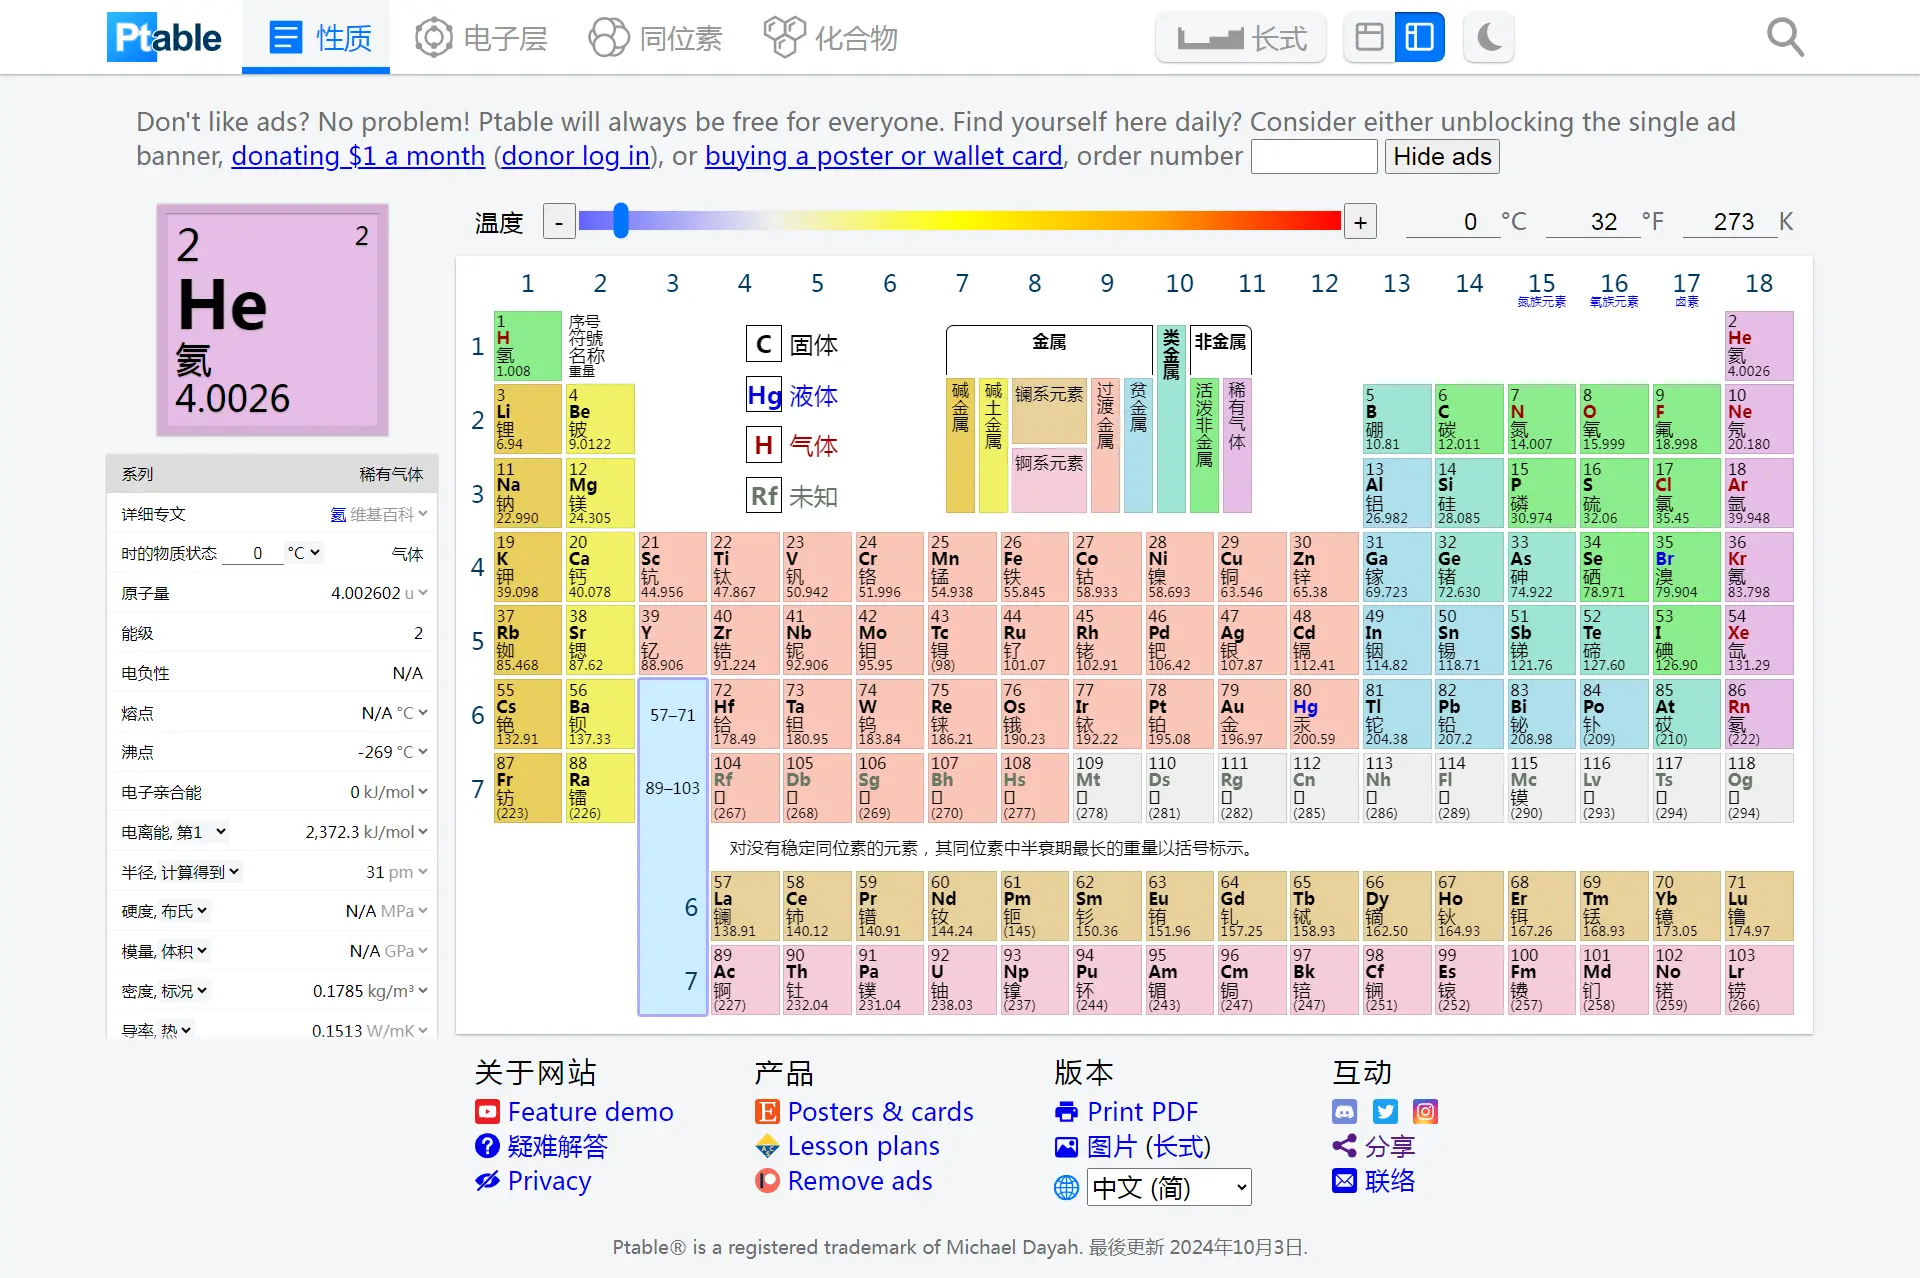 Ptable 性质 电子层 同位素 化合物 长式
Don't like ads? No problem! Ptable will always be free for everyone. Find yourself here daily? Consider either unblocking the single ad
banner, donating $1 a month (donor log in), or buying a poster or wallet card, order number Hide ads
2 2
He
氦
4.0026
系列 稀有气体
详细专文 氦 维基百科
时的物质状态 0 °C 气体
原子量 4.002602 u
能级 2
电负性 N/A
熔点 N/A °C
沸点 -269 °C
电子亲合能 0 kJ/mol
电离能, 第1 2,372.3 kJ/mol
半径, 计算得到 31 pm
硬度, 布氏 N/A MPa
模量, 体积 N/A GPa
密度, 标况 0.1785 kg/m³
导率, 热 0.1513 W/mK
温度 - + 0 °C 32 °F 273 K
1 2 3 4 5 6 7 8 9 10 11 12 13 14 15 16 17 18
氮族元素 氧族元素 卤素
序号
符號
名称
重量
C 固体
Hg 液体
H 气体
Rf 未知
金属 类金属 非金属
碱金属 碱土金属 镧系元素 锕系元素 过渡金属 贫金属 活泼非金属 稀有气体
1
1 H 氢 1.008
2 He 氦 4.0026
2
3 Li 锂 6.94
4 Be 铍 9.0122
5 B 硼 10.81
6 C 碳 12.011
7 N 氮 14.007
8 O 氧 15.999
9 F 氟 18.998
10 Ne 氖 20.180
3
11 Na 钠 22.990
12 Mg 镁 24.305
13 Al 铝 26.982
14 Si 硅 28.085
15 P 磷 30.974
16 S 硫 32.06
17 Cl 氯 35.45
18 Ar 氩 39.948
4
19 K 钾 39.098
20 Ca 钙 40.078
21 Sc 钪 44.956
22 Ti 钛 47.867
23 V 钒 50.942
24 Cr 铬 51.996
25 Mn 锰 54.938
26 Fe 铁 55.845
27 Co 钴 58.933
28 Ni 镍 58.693
29 Cu 铜 63.546
30 Zn 锌 65.38
31 Ga 镓 69.723
32 Ge 锗 72.630
33 As 砷 74.922
34 Se 硒 78.971
35 Br 溴 79.904
36 Kr 氪 83.798
5
37 Rb 铷 85.468
38 Sr 锶 87.62
39 Y 钇 88.906
40 Zr 锆 91.224
41 Nb 铌 92.906
42 Mo 钼 95.95
43 Tc 锝 (98)
44 Ru 钌 101.07
45 Rh 铑 102.91
46 Pd 钯 106.42
47 Ag 银 107.87
48 Cd 镉 112.41
49 In 铟 114.82
50 Sn 锡 118.71
51 Sb 锑 121.76
52 Te 碲 127.60
53 I 碘 126.90
54 Xe 氙 131.29
6
55 Cs 铯 132.91
56 Ba 钡 137.33
57–71
72 Hf 铪 178.49
73 Ta 钽 180.95
74 W 钨 183.84
75 Re 铼 186.21
76 Os 锇 190.23
77 Ir 铱 192.22
78 Pt 铂 195.08
79 Au 金 196.97
80 Hg 汞 200.59
81 Tl 铊 204.38
82 Pb 铅 207.2
83 Bi 铋 208.98
84 Po 钋 (209)
85 At 砹 (210)
86 Rn 氡 (222)
7
87 Fr 钫 (223)
88 Ra 镭 (226)
89–103
104 Rf (267)
105 Db (268)
106 Sg (269)
107 Bh (270)
108 Hs (277)
109 Mt (278)
110 Ds (281)
111 Rg (282)
112 Cn (285)
113 Nh (286)
114 Fl (289)
115 Mc 镆 (290)
116 Lv (293)
117 Ts (294)
118 Og (294)
对没有稳定同位素的元素，其同位素中半衰期最长的重量以括号标示。
6
57 La 镧 138.91
58 Ce 铈 140.12
59 Pr 镨 140.91
60 Nd 钕 144.24
61 Pm 钷 (145)
62 Sm 钐 150.36
63 Eu 铕 151.96
64 Gd 钆 157.25
65 Tb 铽 158.93
66 Dy 镝 162.50
67 Ho 钬 164.93
68 Er 铒 167.26
69 Tm 铥 168.93
70 Yb 镱 173.05
71 Lu 镥 174.97
7
89 Ac 锕 (227)
90 Th 钍 232.04
91 Pa 镤 231.04
92 U 铀 238.03
93 Np 镎 (237)
94 Pu 钚 (244)
95 Am 镅 (243)
96 Cm 锔 (247)
97 Bk 锫 (247)
98 Cf 锎 (251)
99 Es 锿 (252)
100 Fm 镄 (257)
101 Md 钔 (258)
102 No 锘 (259)
103 Lr 铹 (266)
关于网站
Feature demo
疑难解答
Privacy
产品
Posters & cards
Lesson plans
Remove ads
版本
Print PDF
图片 (长式)
中文 (简)
互动
分享
联络
Ptable® is a registered trademark of Michael Dayah. 最後更新 2024年10月3日.